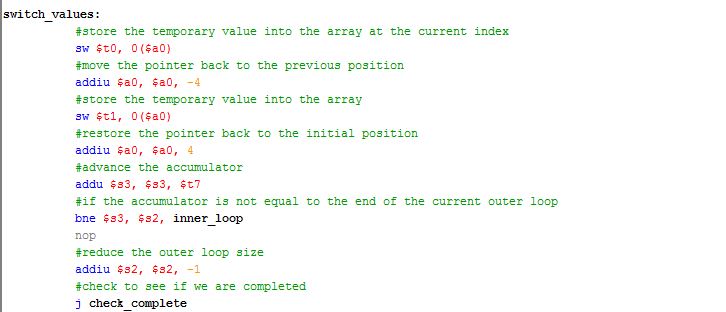 switch_values:
#store the temporary value into the array at the current index
sw $t0, 0($a0)
#move the pointer back to the previous position
addiu $a0, $a0, -4
#store the temporary value into the array
sw $t1, 0($a0)
#restore the pointer back to the initial position
addiu $a0, $a0, 4
#advance the accumulator
addu $s3, $s3, $t7
#if the accumulator is not equal to the end of the current outer loop
bne $s3, $s2, inner_loop
nop
#reduce the outer loop size
addiu $s2, $s2, -1
#check to see if we are completed
j check_complete